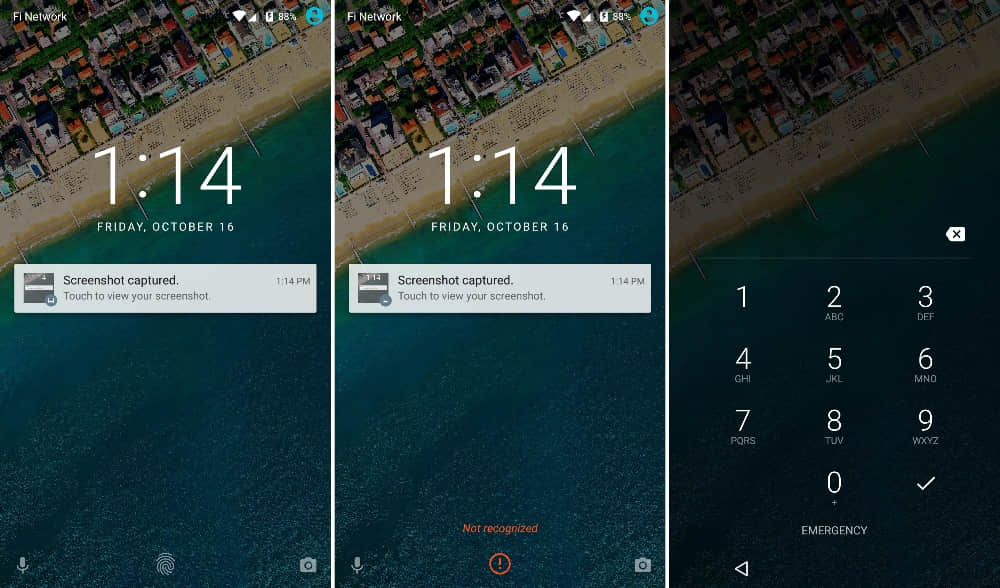 Fi Network
88%
1:14
FRIDAY, OCTOBER 16
Screenshot captured.
1:14 PM
Touch to view your screenshot.
Fi Network
88%
1:14
FRIDAY, OCTOBER 16
1:14
Screenshot captured.
1:14 PM
Touch to view your screenshot.
Not recognized
1
2
3
ABC
DEF
4
5
6
GHI
JKL
MNO
7
8
9
PQRS
TUV
WXYZ
0
+
EMERGENCY